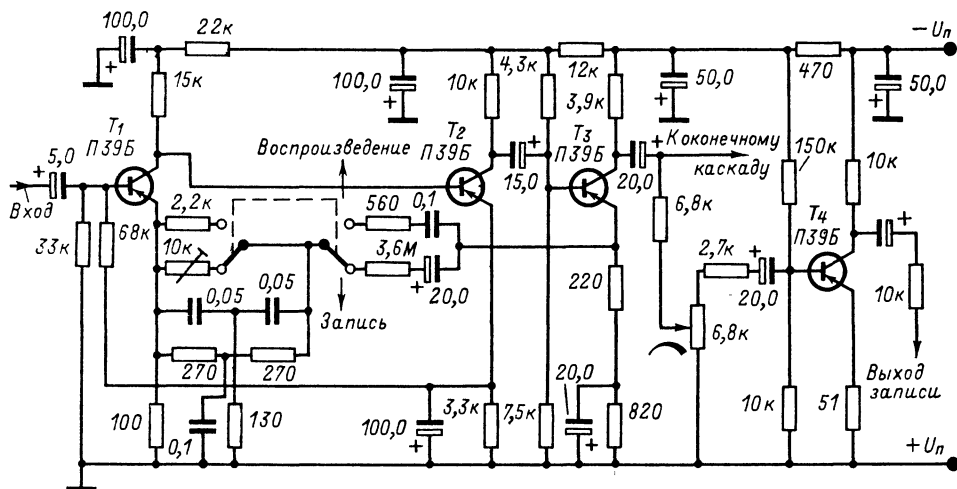 100,0
+
22к
− Uп
15к
100,0
+
10к
4,3к
12к
3,9к
50,0
+
470
50,0
+
T1
П39Б
5,0
+
Вход
33к
68к
Воспроизведение
T2
П39Б
+
15,0
T3
П39Б
+
20,0
К оконечному
каскаду
150к
10к
2,2к
10к
560
0,1
3,6М
+
20,0
Запись
6,8к
2,7к
+
20,0
T4
П39Б
+
10к
0,05
0,05
220
6,8к
270
270
Выход
записи
100
0,1
130
100,0
+
3,3к
7,5к
20,0
+
820
10к
51
+ Uп